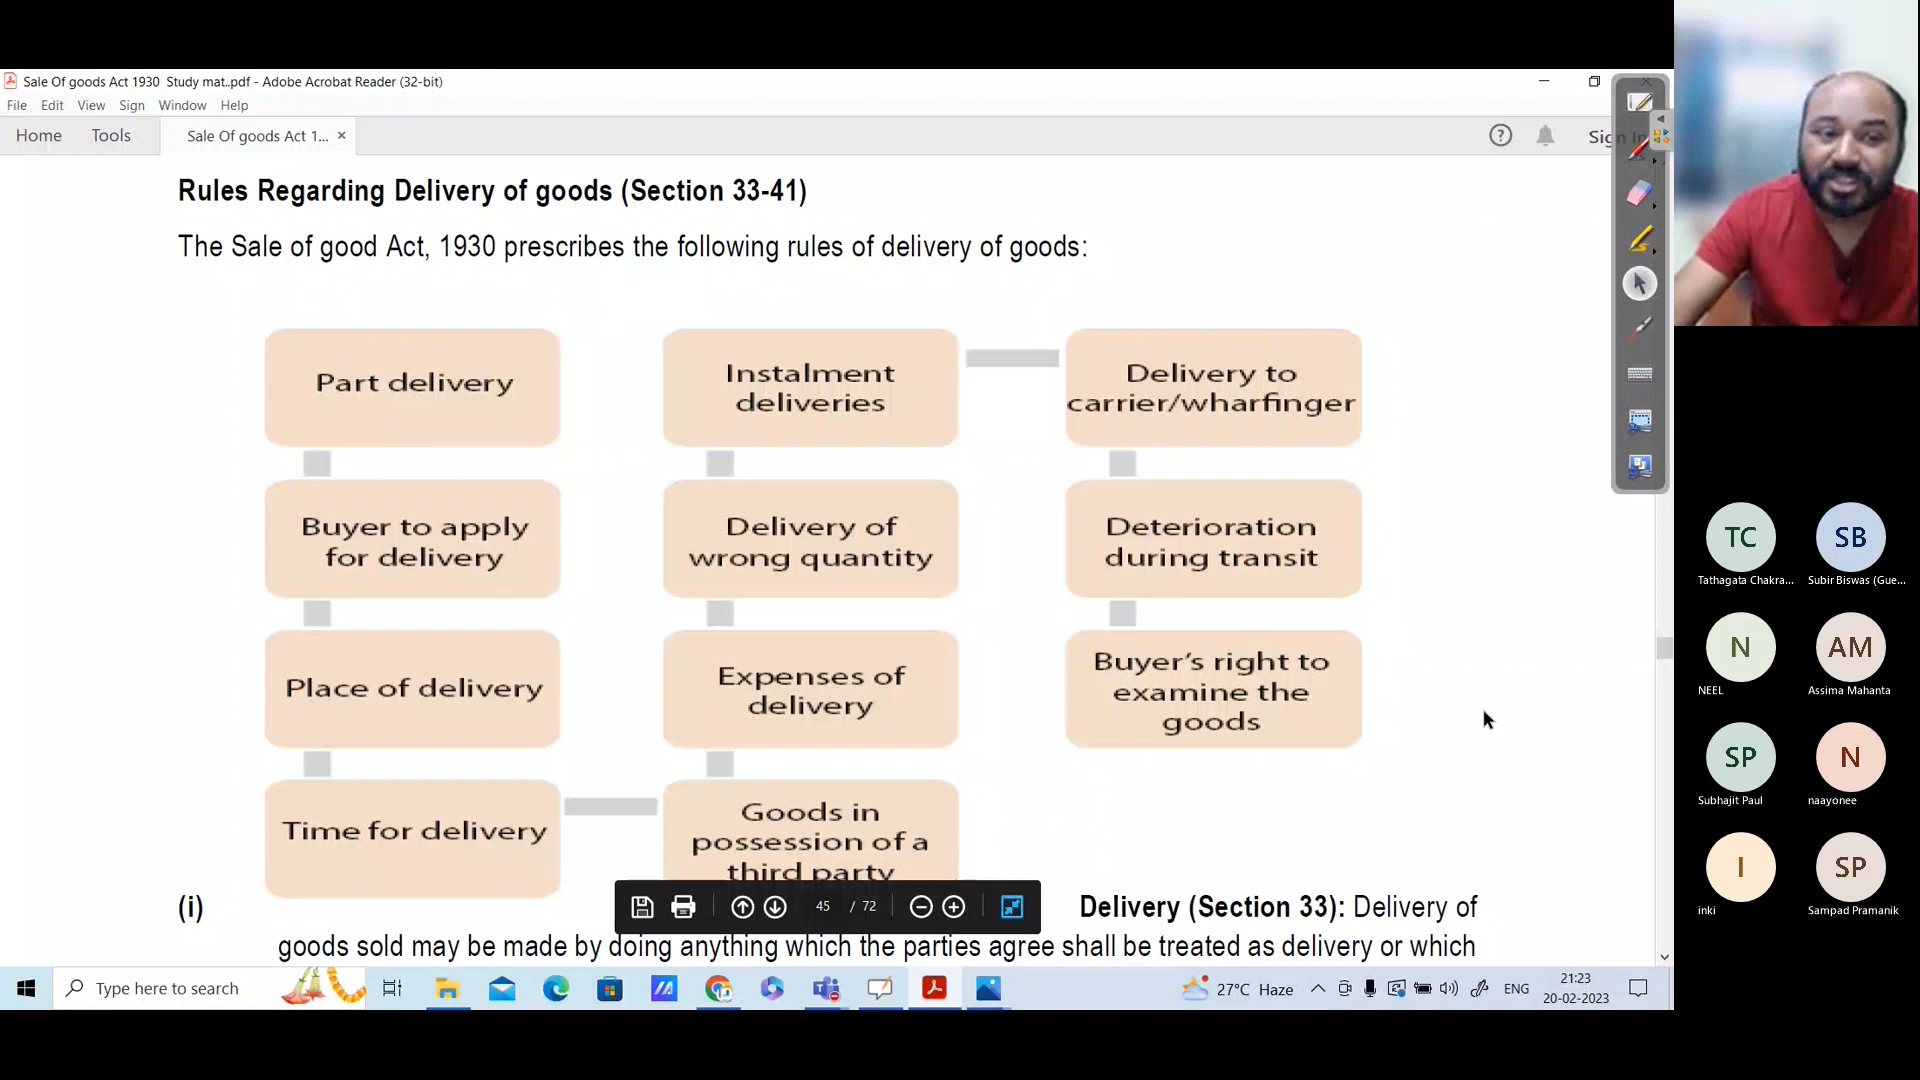 Sale Of goods Act 1930 Study mat..pdf - Adobe Acrobat Reader (32-bit)
File Edit View Sign Window Help
Home Tools Sale Of goods Act 1... ×
Rules Regarding Delivery of goods (Section 33-41)
The Sale of good Act, 1930 prescribes the following rules of delivery of goods:
Part delivery
Buyer to apply
for delivery
Place of delivery
Time for delivery
Instalment
deliveries
Delivery of
wrong quantity
Expenses of
delivery
Goods in
possession of a
third party
Delivery to
carrier/wharfinger
Deterioration
during transit
Buyer's right to
examine the
goods
(i) Delivery (Section 33): Delivery of
goods sold may be made by doing anything which the parties agree shall be treated as delivery or which
45 / 72
Type here to search
27°C Haze
ENG
21:23
20-02-2023
TC
Tathagata Chakra...
SB
Subir Biswas (Gue...
N
NEEL
AM
Assima Mahanta
SP
Subhajit Paul
N
naayonee
I
inki
SP
Sampad Pramanik